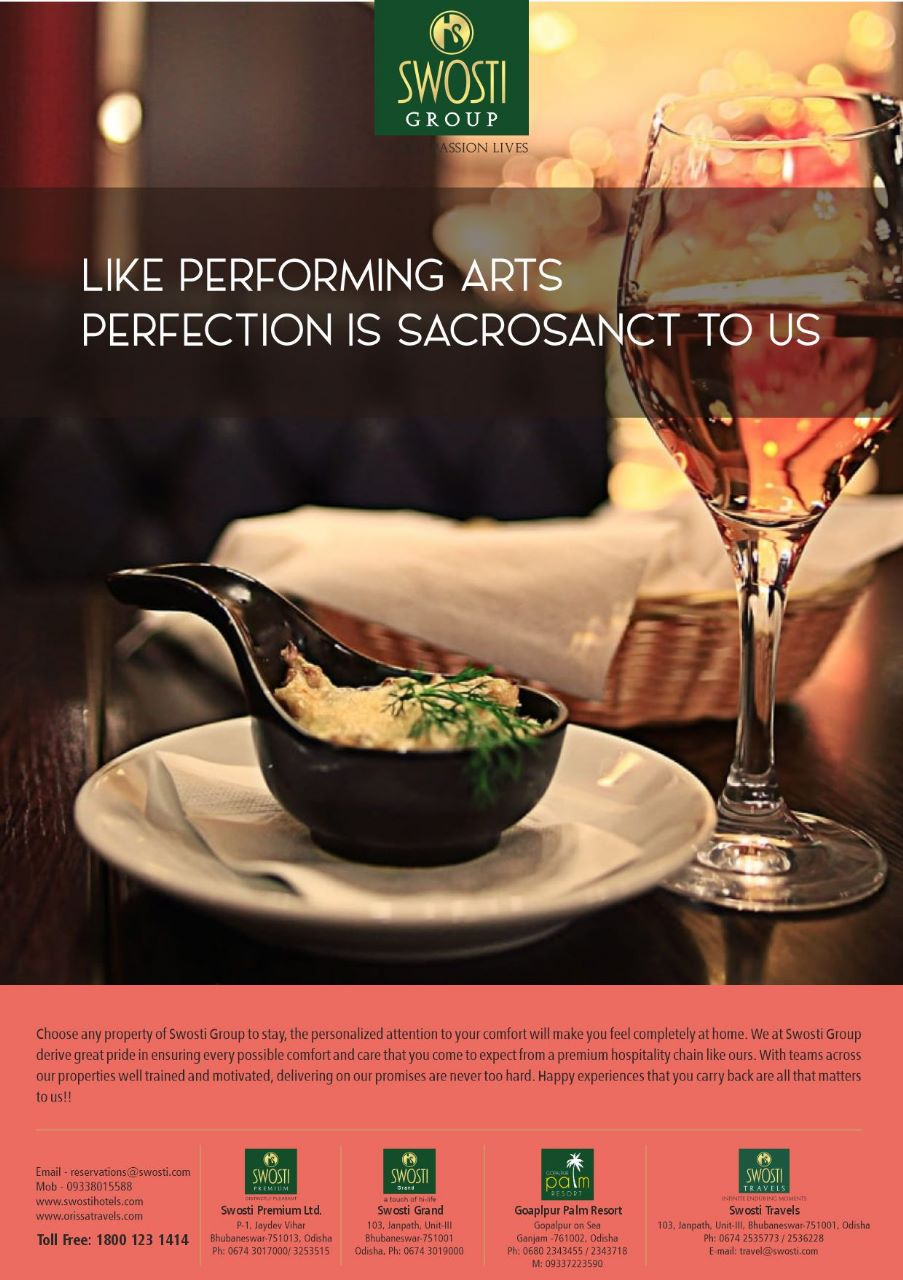 SWOSTI
GROUP
ASSION LIVES
LIKE PERFORMING ARTS
PERFECTION IS SACROSANCT TO US
Choose any property of Swosti Group to stay, the personalized attention to your comfort will make you feel completely at home. We at Swosti Group
derive great pride in ensuring every possible comfort and care that you come to expect from a premium hospitality chain like ours. With teams across
our properties well trained and motivated, delivering on our promises are never too hard. Happy experiences that you carry back are all that matters
to us!!
Email - reservations@swosti.com
Mob - 09338015588
www.swostihotels.com
www.orissatravels.com
Toll Free: 1800 123 1414
SWOSTI
PREMIUM
DISTINCTLY PLEASANT
Swosti Premium Ltd.
P-1, Jaydev Vihar
Bhubaneswar-751013, Odisha
Ph: 0674 3017000/ 3253515
SWOSTI
Grand
a touch of hi-life
Swosti Grand
103, Janpath, Unit-III
Bhubaneswar-751001
Odisha, Ph: 0674 3019000
GOPALPUR
palm
RESORT
Goaplpur Palm Resort
Gopalpur on Sea
Ganjam -761002, Odisha
Ph: 0680 2343455 / 2343718
M: 09337223590
SWOSTI
TRAVELS
INFINITE ENDURING MOMENTS
Swosti Travels
103, Janpath, Unit-III, Bhubaneswar-751001, Odisha
Ph: 0674 2535773 / 2536228
E-mail: travel@swosti.com